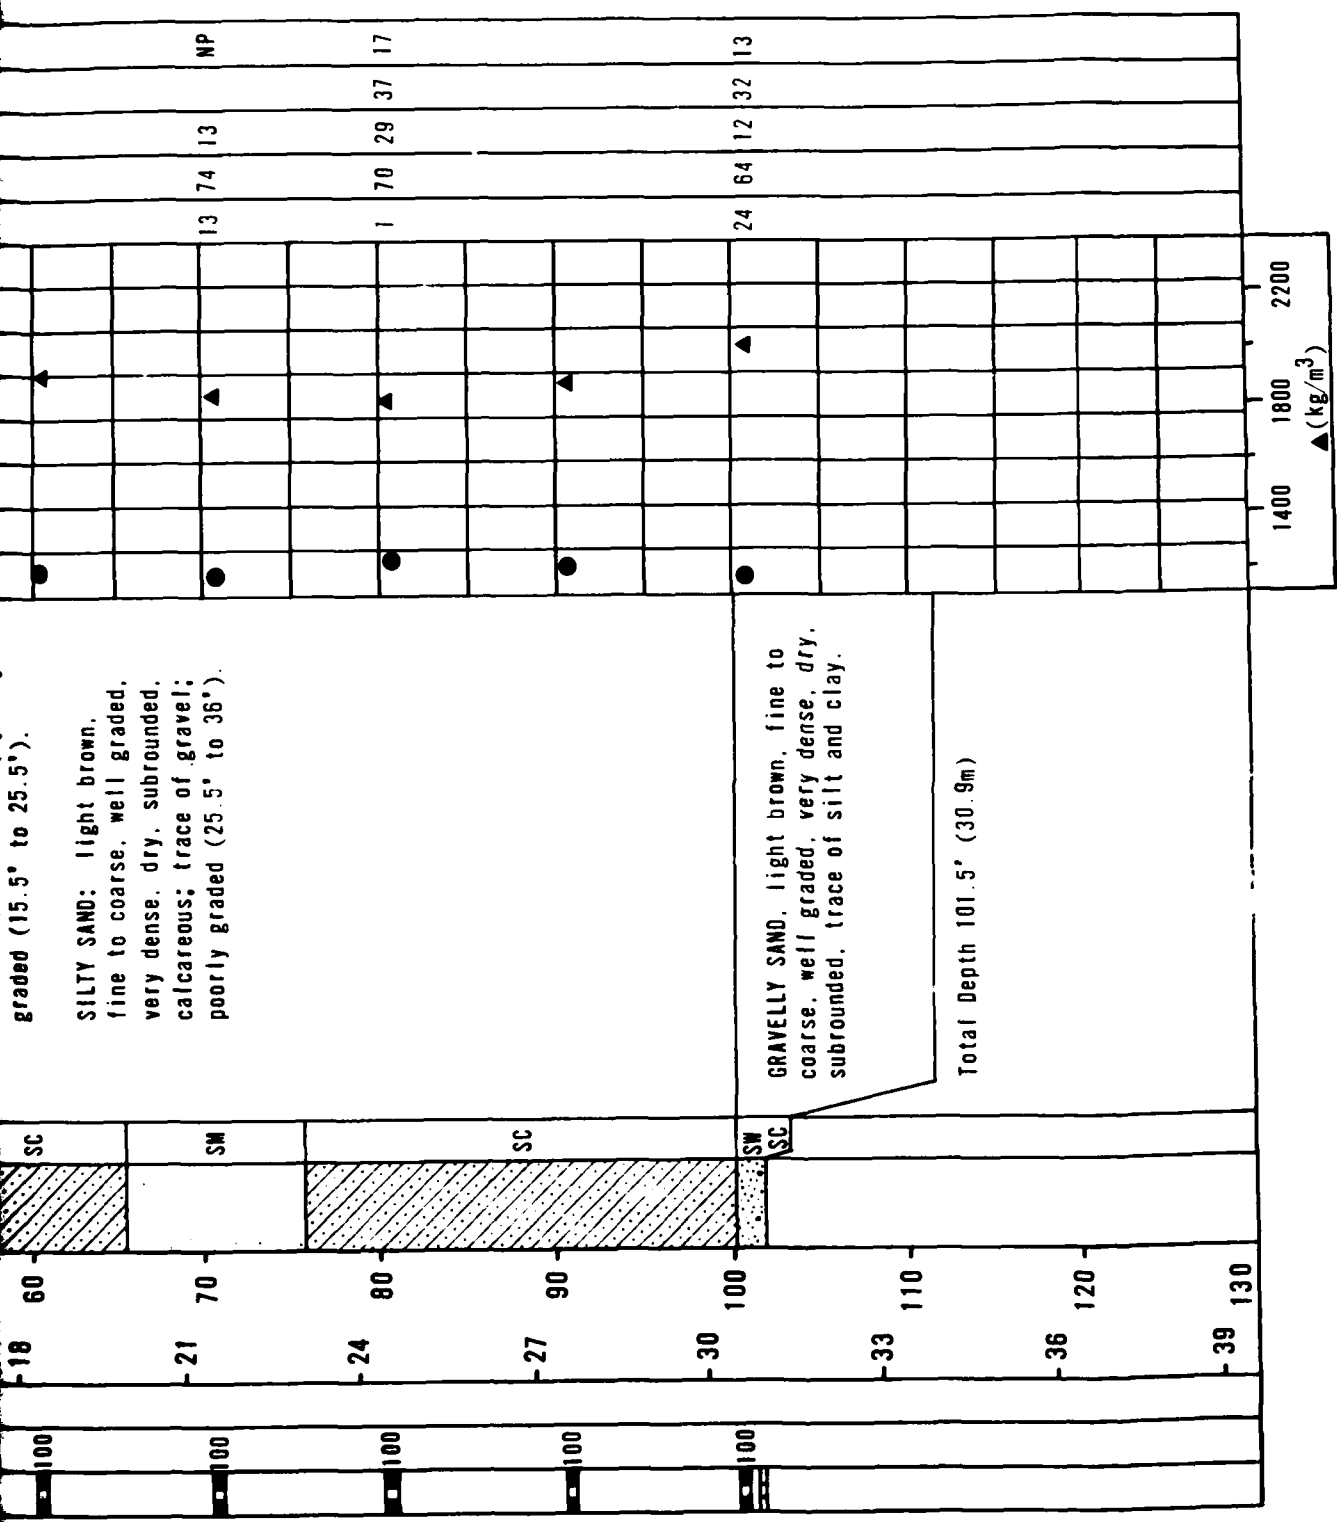 100
100
100
100
100
18
21
24
27
30
33
36
39
60
70
80
90
100
110
120
130
SC
SM
SC
SW
SC
graded (15.5' to 25.5').
SILTY SAND: light brown,
fine to coarse, well graded,
very dense, dry, subrounded,
calcareous; trace of gravel;
poorly graded (25.5' to 36').
GRAVELLY SAND, light brown, fine to
coarse, well graded, very dense, dry,
subrounded, trace of silt and clay.
Total Depth 101.5' (30.9m)
1400 1800 2200
▲(kg/m³)
13 74 13 NP
1 70 29 37 17
24 64 12 32 13